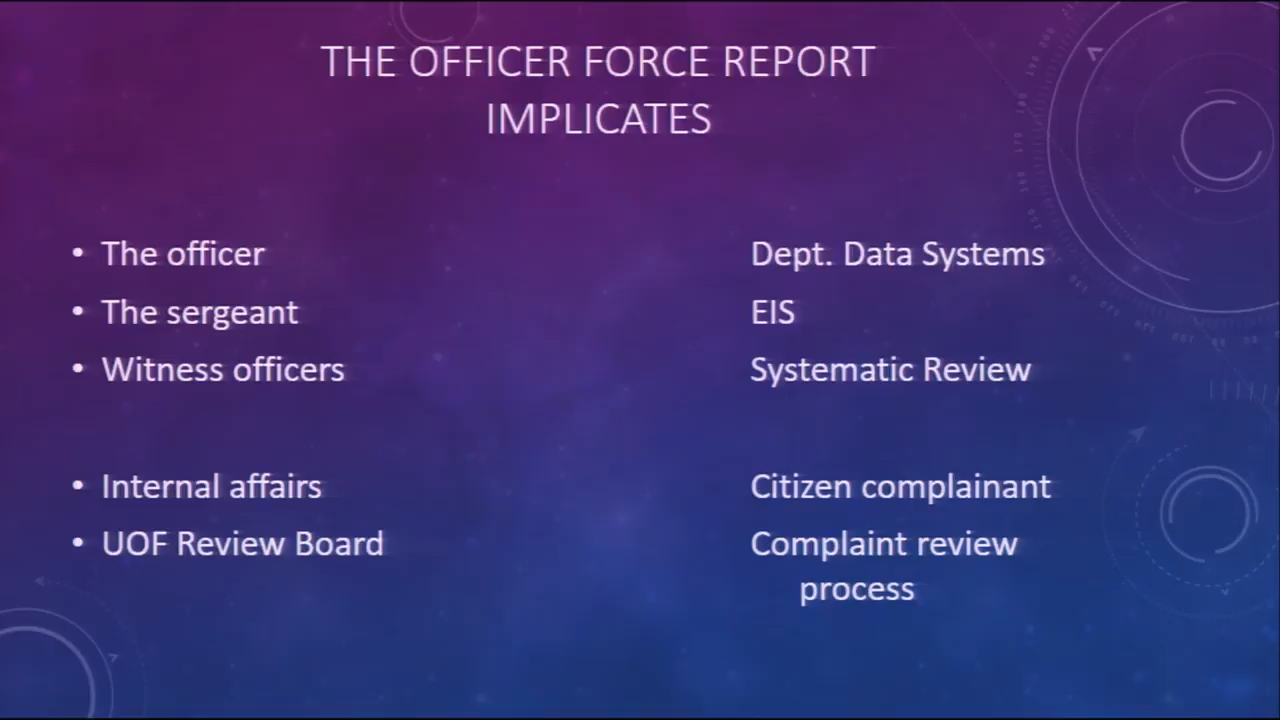 THE OFFICER FORCE REPORT
IMPLICATES
• The officer
• The sergeant
• Witness officers
• Internal affairs
• UOF Review Board
Dept. Data Systems
EIS
Systematic Review
Citizen complainant
Complaint review
process